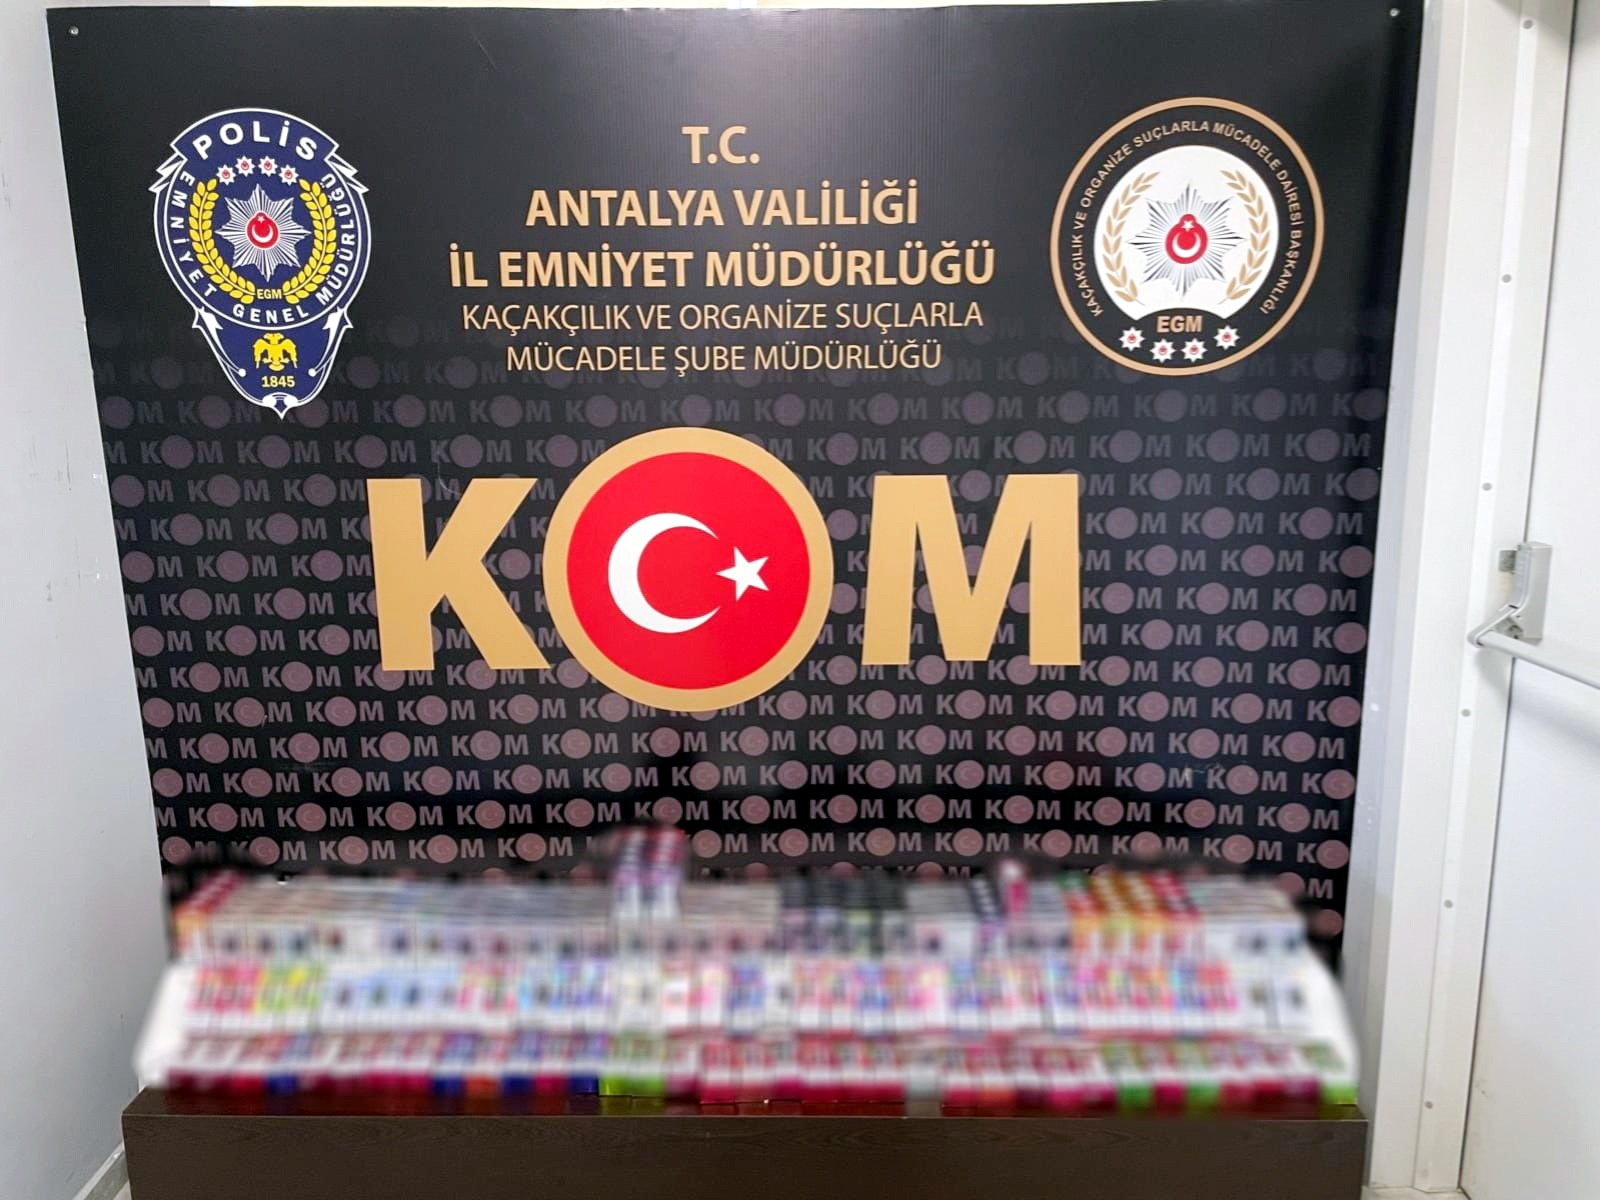 POLİS
EMNİYET GENEL MÜDÜRLÜĞÜ
EGM
1845
T.C.
ANTALYA VALİLİĞİ
İL EMNİYET MÜDÜRLÜĞÜ
KAÇAKÇILIK VE ORGANİZE SUÇLARLA
MÜCADELE ŞUBE MÜDÜRLÜĞÜ
KAÇAKÇILIK VE ORGANİZE SUÇLARLA MÜCADELE DAİRESİ BAŞKANLIĞI
EGM
KOM